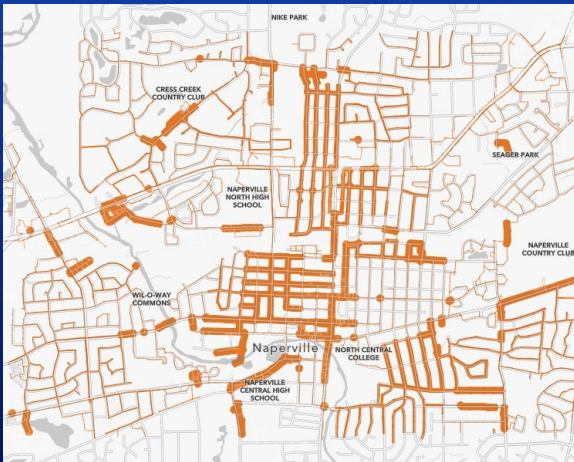 NIKE PARK
CRESS CREEK
COUNTRY CLUB
SEAGER PARK
NAPERVILLE
NORTH HIGH
SCHOOL
NAPERVILLE
COUNTRY CLUB
WIL-O-WAY
COMMONS
Naperville
NORTH CENTRAL
COLLEGE
NAPERVILLE
CENTRAL HIGH
SCHOOL